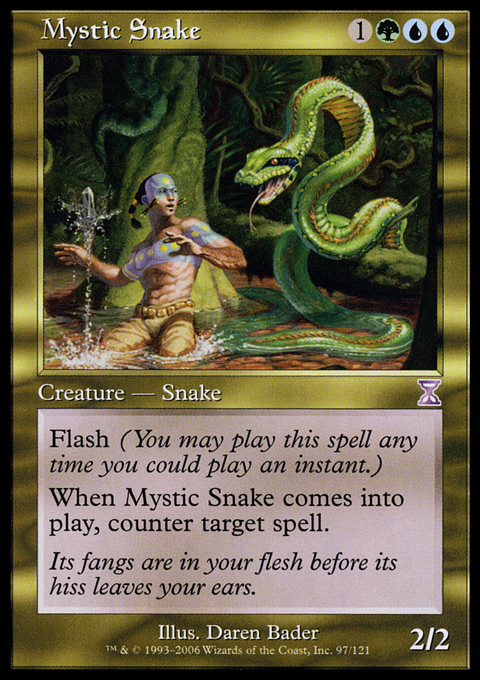 Mystic Snake 1
Creature — Snake
Flash (You may play this spell any
time you could play an instant.)
When Mystic Snake comes into
play, counter target spell.
Its fangs are in your flesh before its
hiss leaves your ears.
Illus. Daren Bader
™ & © 1993–2006 Wizards of the Coast, Inc. 97/121
2/2